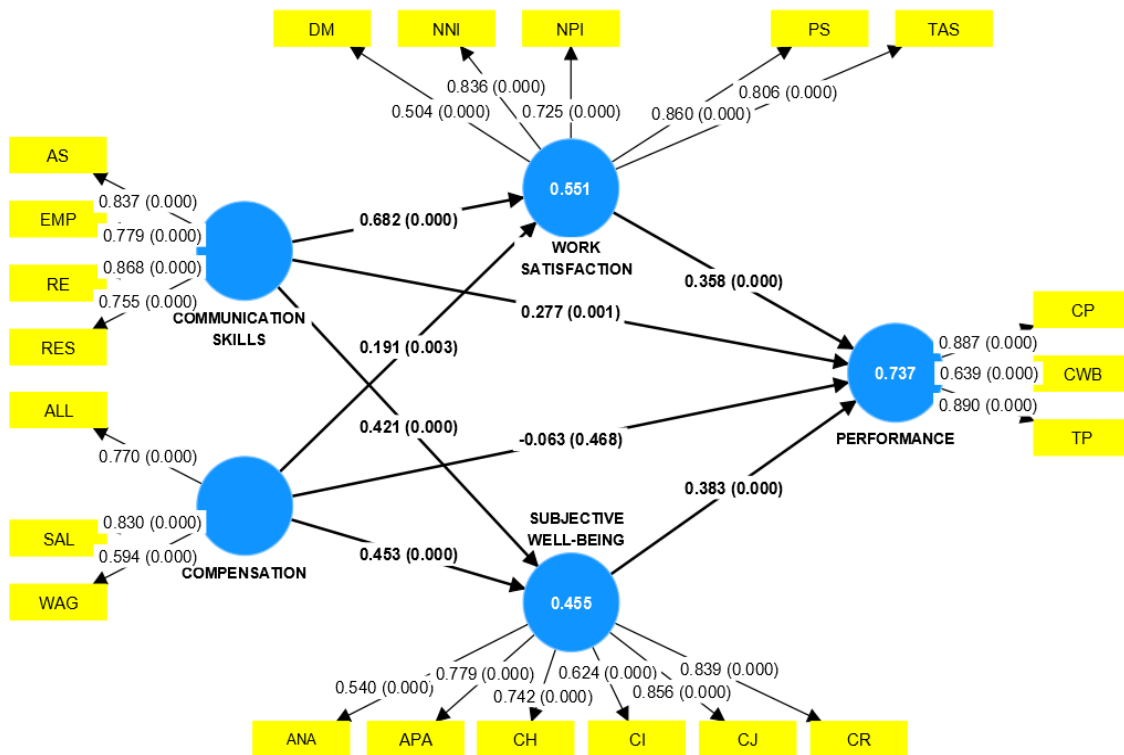 DM
NNI
NPI
PS
TAS
0.504 (0.000)
0.836 (0.000)
0.725 (0.000)
0.860 (0.000)
0.806 (0.000)
AS
EMP
RE
RES
0.837 (0.000)
0.779 (0.000)
0.868 (0.000)
0.755 (0.000)
COMMUNICATION
SKILLS
0.551
WORK
SATISFACTION
0.682 (0.000)
0.358 (0.000)
0.277 (0.001)
0.191 (0.003)
0.421 (0.000)
-0.063 (0.468)
0.453 (0.000)
0.383 (0.000)
0.737
PERFORMANCE
CP
CWB
TP
0.887 (0.000)
0.639 (0.000)
0.890 (0.000)
ALL
SAL
WAG
0.770 (0.000)
0.830 (0.000)
0.594 (0.000)
COMPENSATION
SUBJECTIVE
WELL-BEING
0.455
0.540 (0.000)
0.779 (0.000)
0.742 (0.000)
0.624 (0.000)
0.856 (0.000)
0.839 (0.000)
ANA
APA
CH
CI
CJ
CR